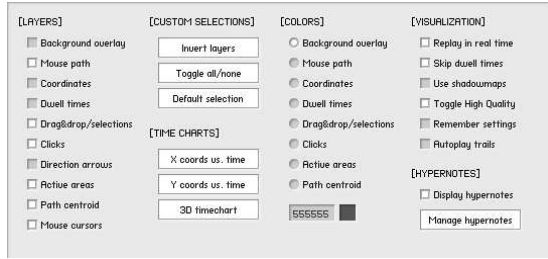 [LAYERS]
Background overlay
Mouse path
Coordinates
Dwell times
Drag&drop/selections
Clicks
Direction arrows
Active areas
Path centroid
Mouse cursors
[CUSTOM SELECTIONS]
Invert layers
Toggle all/none
Default selection
[TIME CHARTS]
X coords vs. time
Y coords vs. time
3D timechart
[COLORS]
Background overlay
Mouse path
Coordinates
Dwell times
Drag&drop/selections
Clicks
Active areas
Path centroid
555555
[VISUALIZATION]
Replay in real time
Skip dwell times
Use shadowmaps
Toggle High Quality
Remember settings
Autoplay trails
[HYPERNOTES]
Display hypernotes
Manage hypernotes